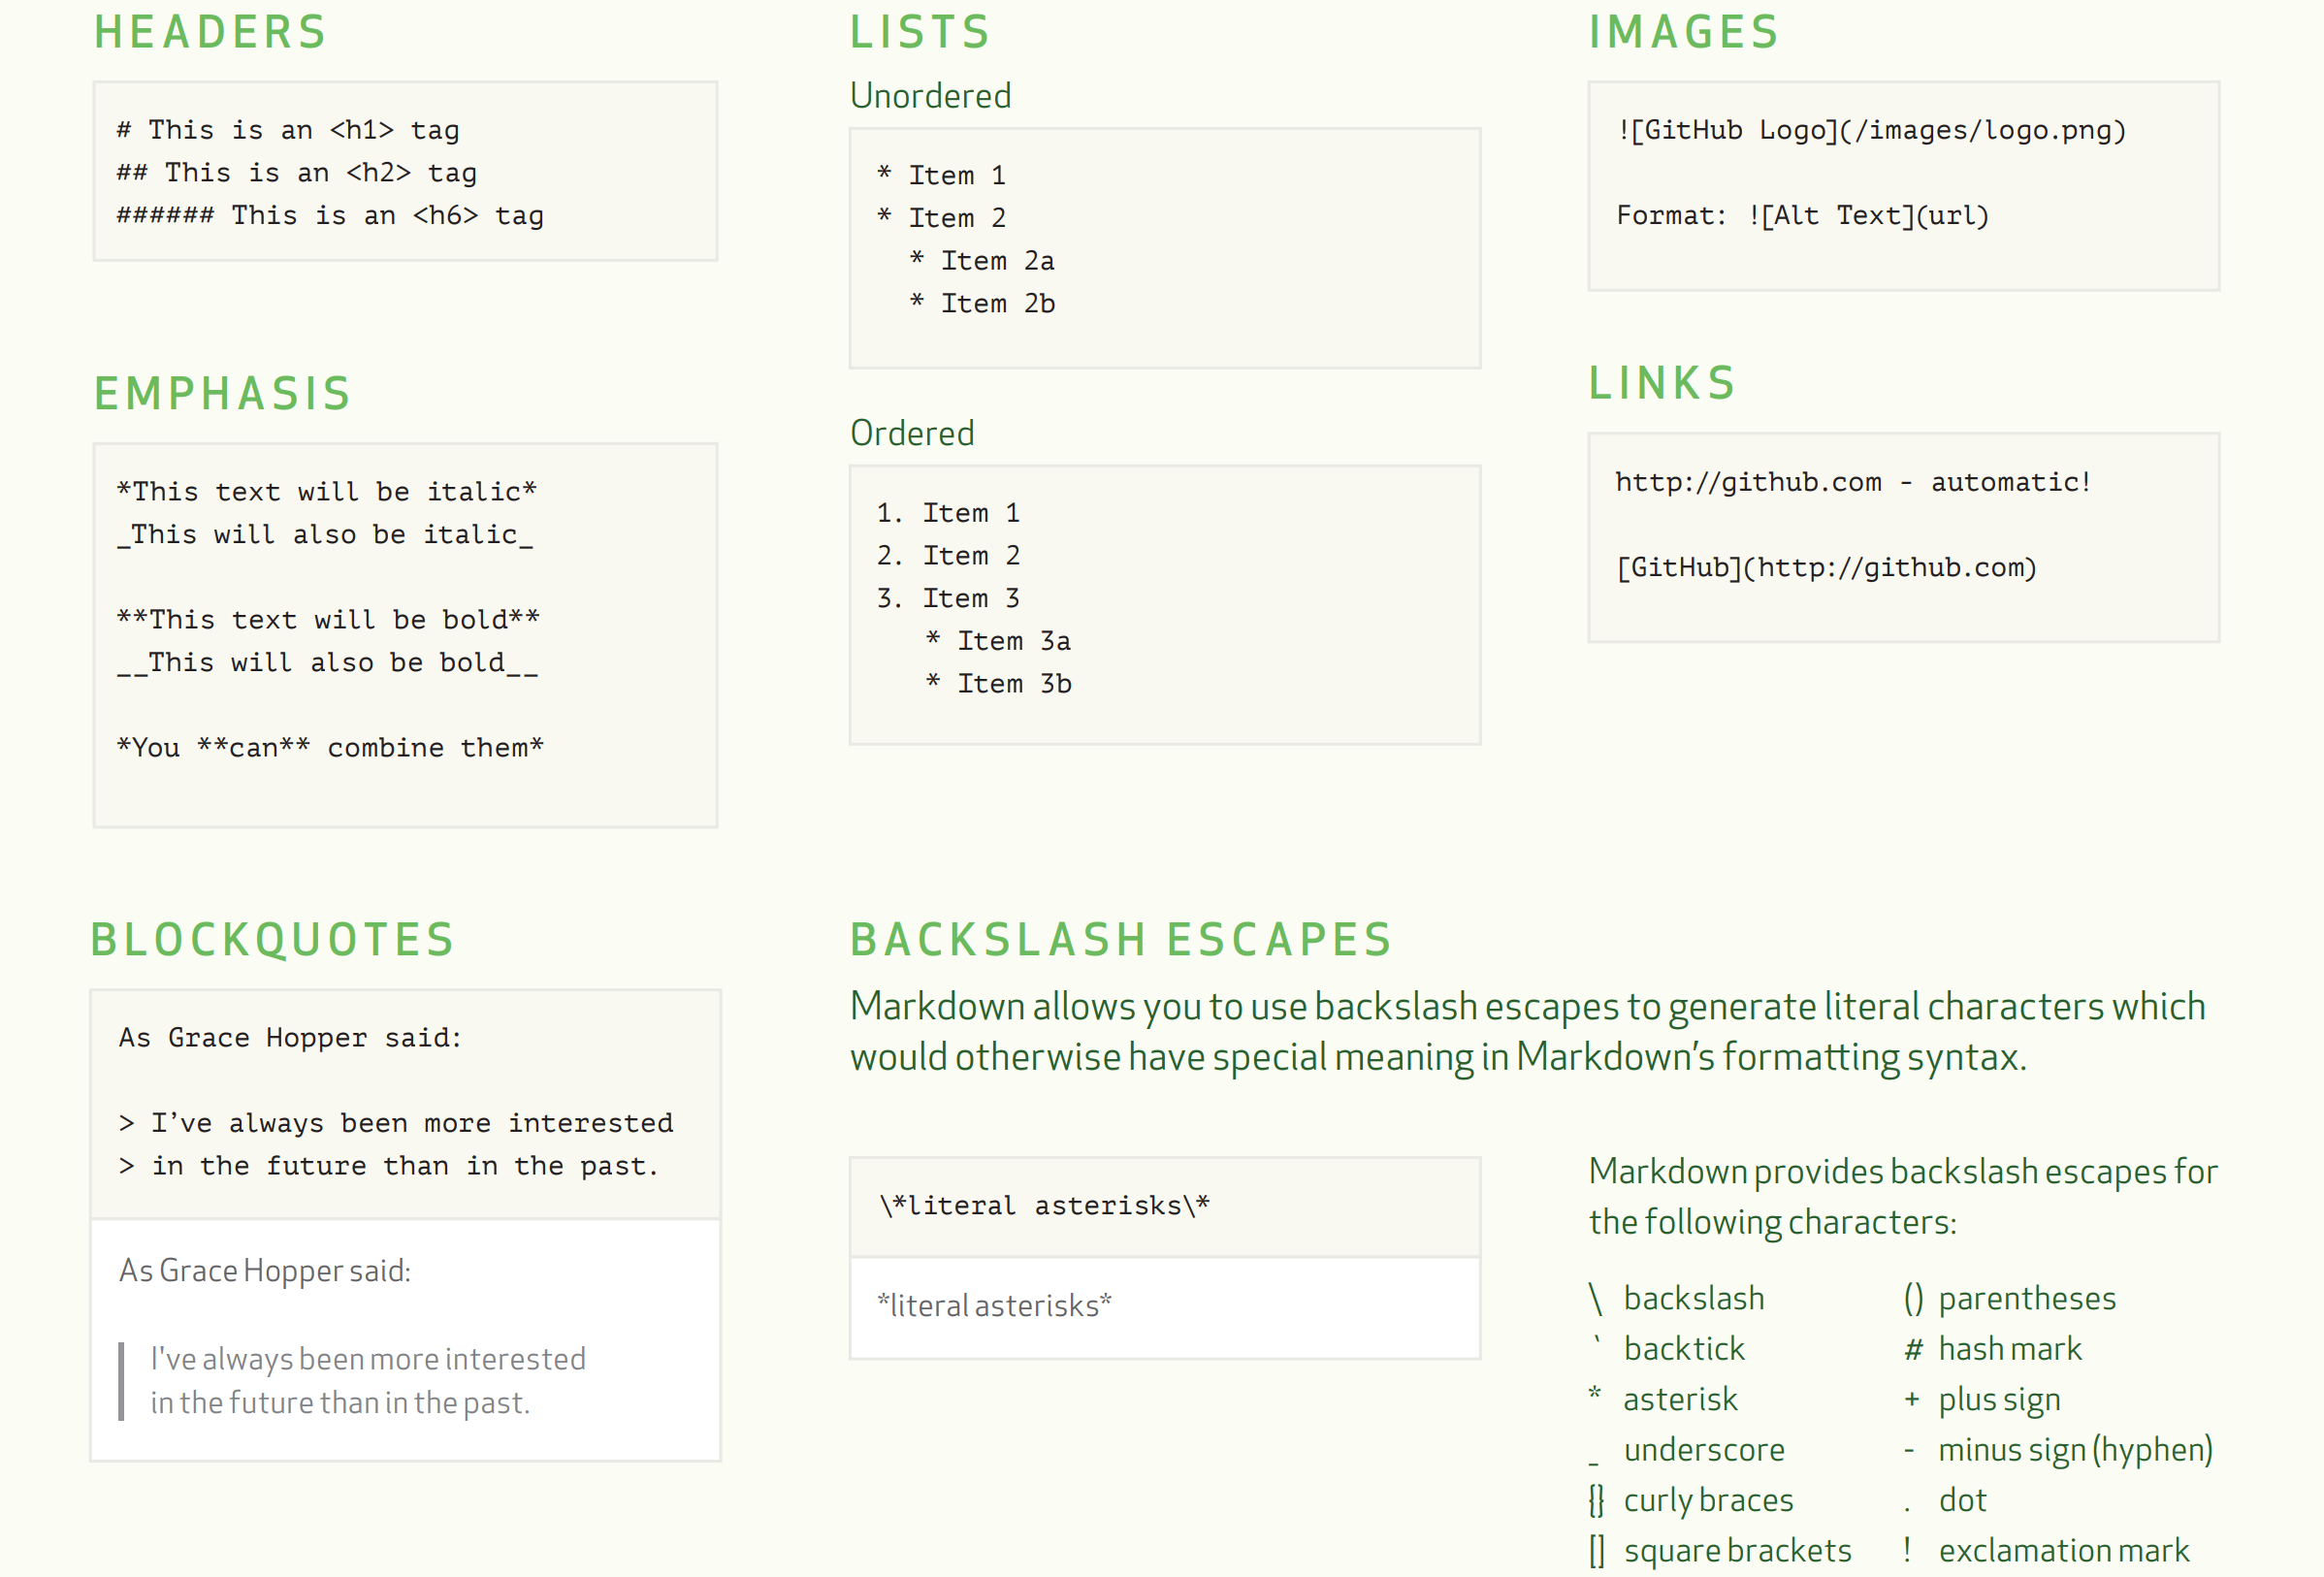 HEADERS
# This is an <h1> tag
## This is an <h2> tag
###### This is an <h6> tag
EMPHASIS
*This text will be italic*
_This will also be italic_
**This text will be bold**
__This will also be bold__
*You **can** combine them*
LISTS
Unordered
* Item 1
* Item 2
  * Item 2a
  * Item 2b
Ordered
1. Item 1
2. Item 2
3. Item 3
   * Item 3a
   * Item 3b
IMAGES
![GitHub Logo](/images/logo.png)
Format: ![Alt Text](url)
LINKS
http://github.com - automatic!
[GitHub](http://github.com)
BLOCKQUOTES
As Grace Hopper said:
> I’ve always been more interested
> in the future than in the past.
As Grace Hopper said:
I've always been more interested
in the future than in the past.
BACKSLASH ESCAPES
Markdown allows you to use backslash escapes to generate literal characters which
would otherwise have special meaning in Markdown’s formatting syntax.
\*literal asterisks\*
*literal asterisks*
Markdown provides backslash escapes for
the following characters:
\ backslash
` backtick
* asterisk
_ underscore
{} curly braces
[] square brackets
() parentheses
# hash mark
+ plus sign
- minus sign (hyphen)
. dot
! exclamation mark